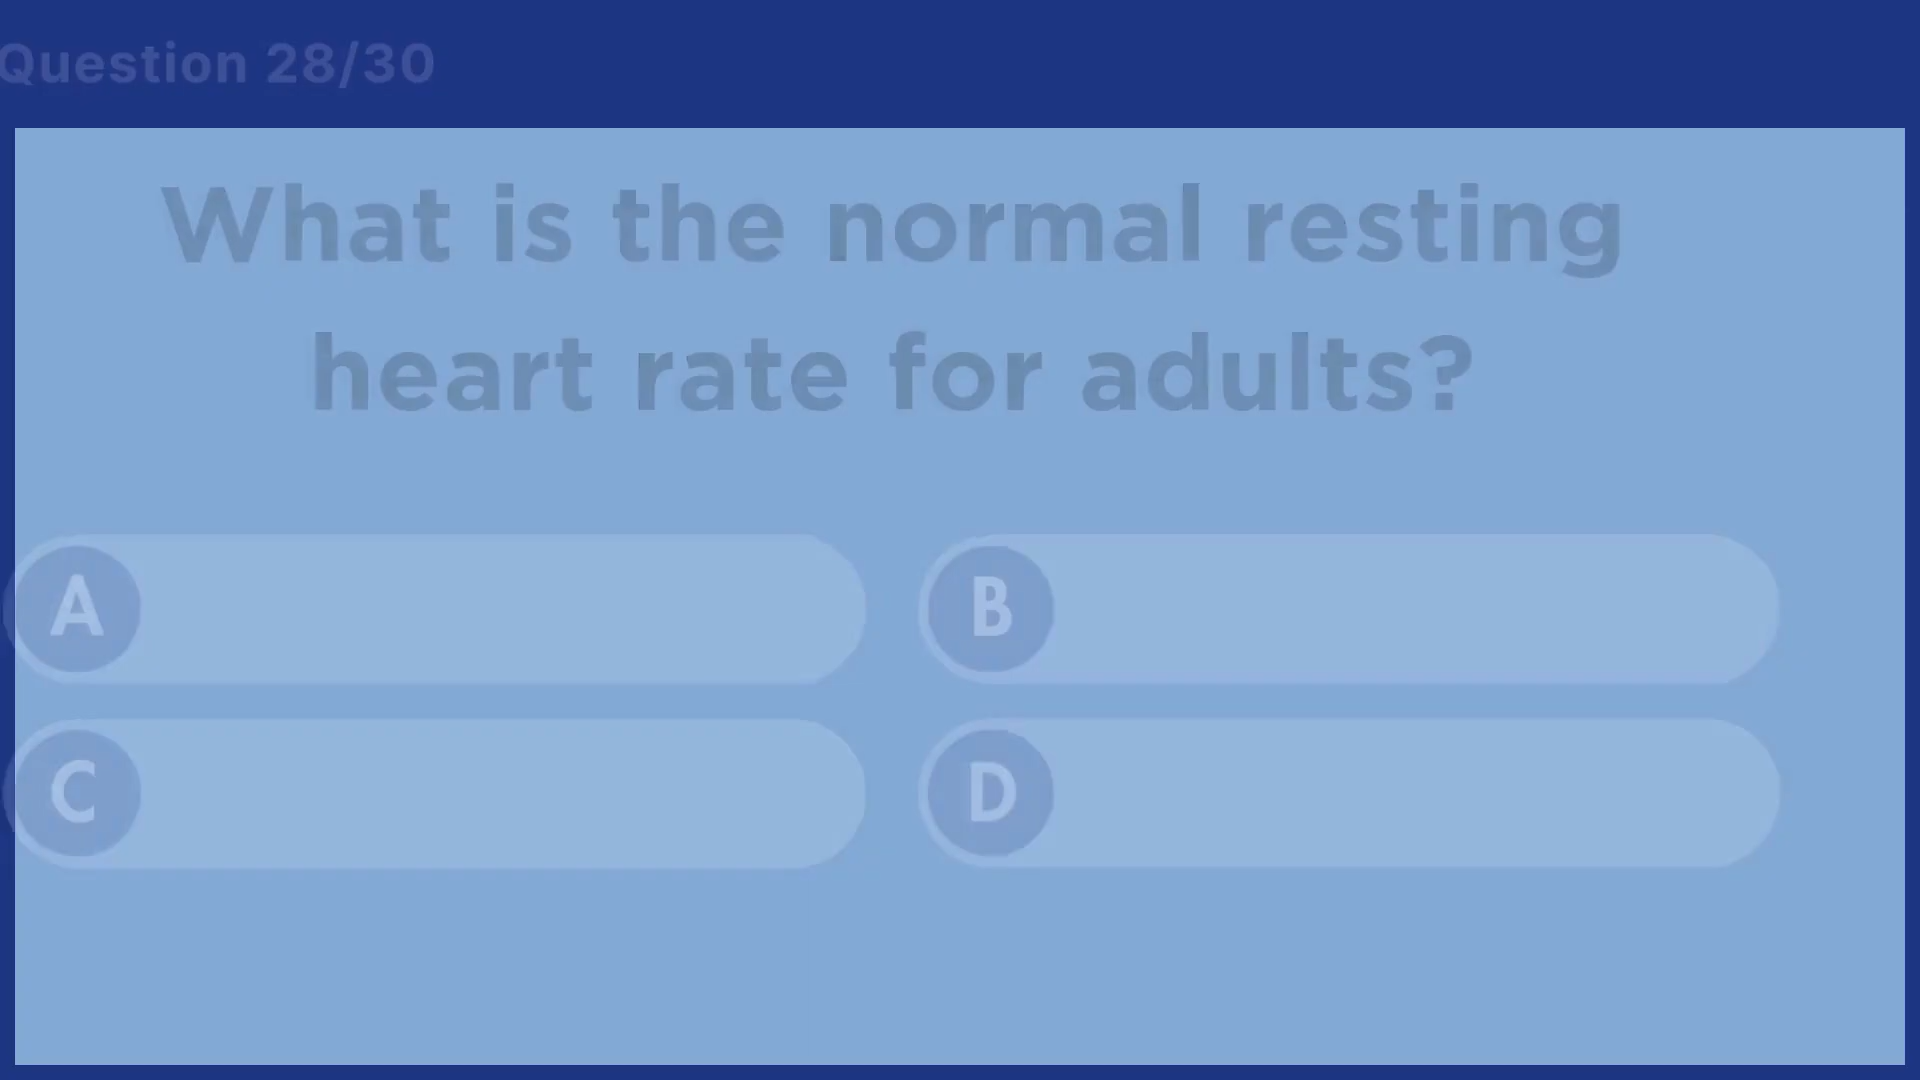 Question 28/30
What is the normal resting
heart rate for adults?
A
B
C
D